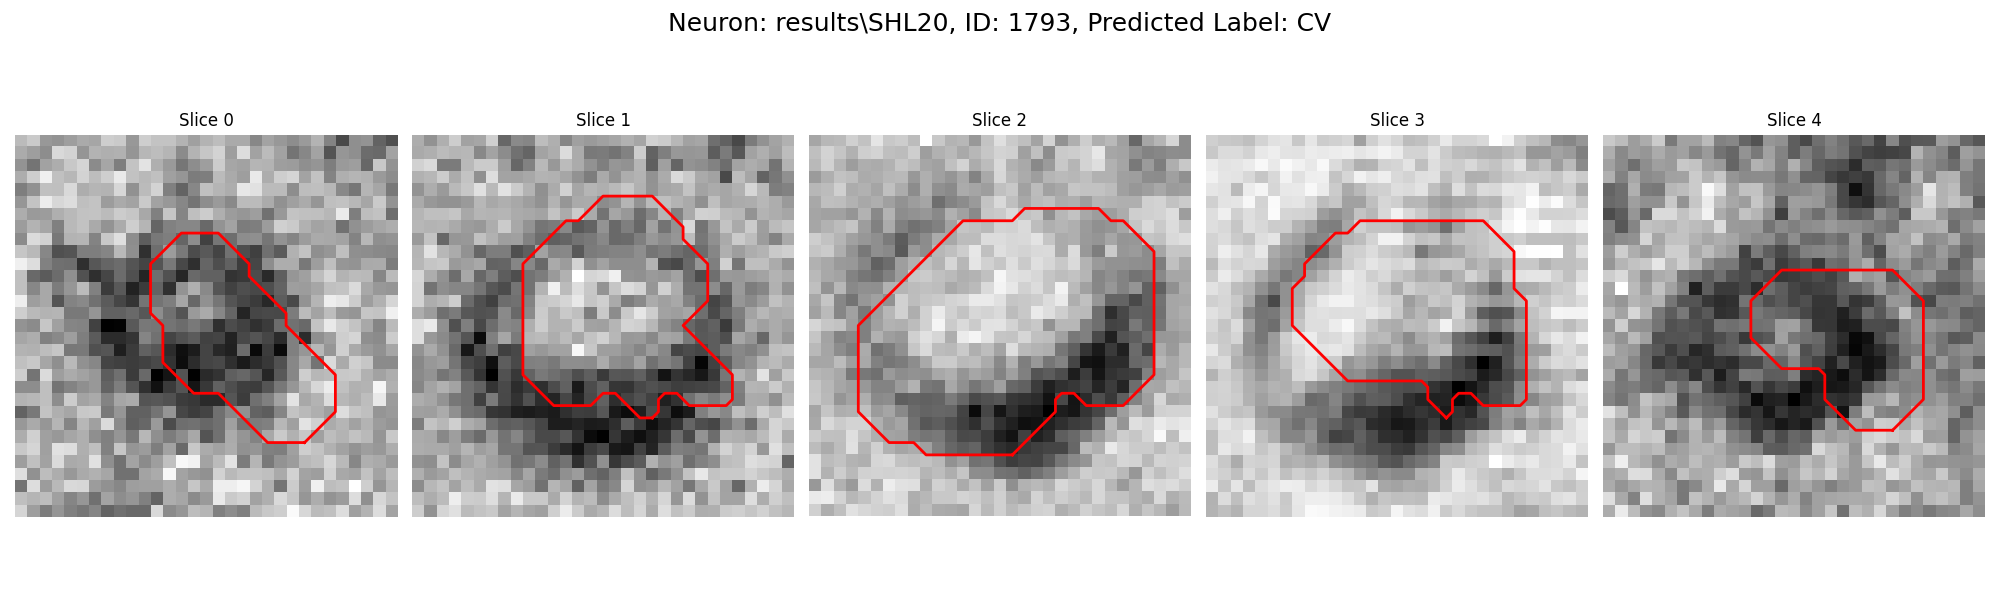 Neuron: results\SHL20, ID: 1793, Predicted Label: CV
Slice 0
Slice 1
Slice 2
Slice 3
Slice 4